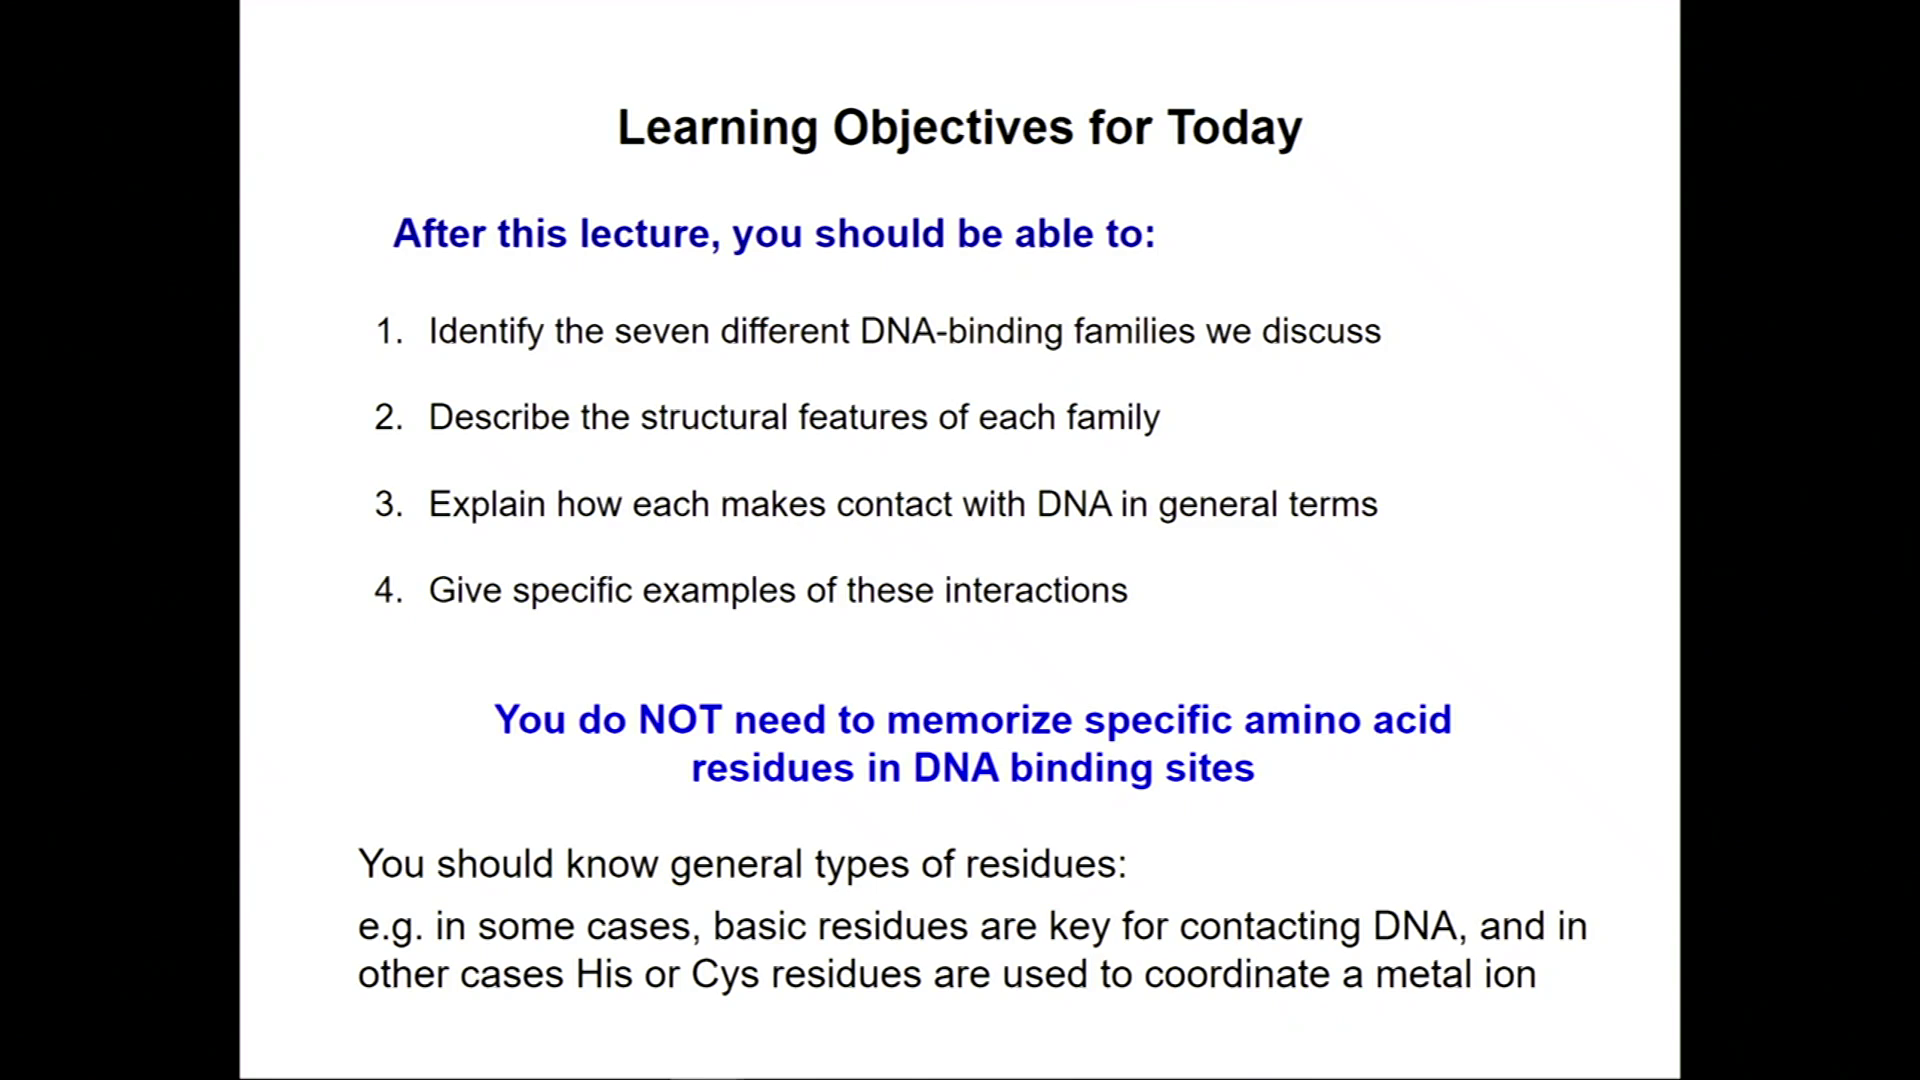 Learning Objectives for Today
After this lecture, you should be able to:
1. Identify the seven different DNA-binding families we discuss
2. Describe the structural features of each family
3. Explain how each makes contact with DNA in general terms
4. Give specific examples of these interactions
You do NOT need to memorize specific amino acid
residues in DNA binding sites
You should know general types of residues:
e.g. in some cases, basic residues are key for contacting DNA, and in
other cases His or Cys residues are used to coordinate a metal ion